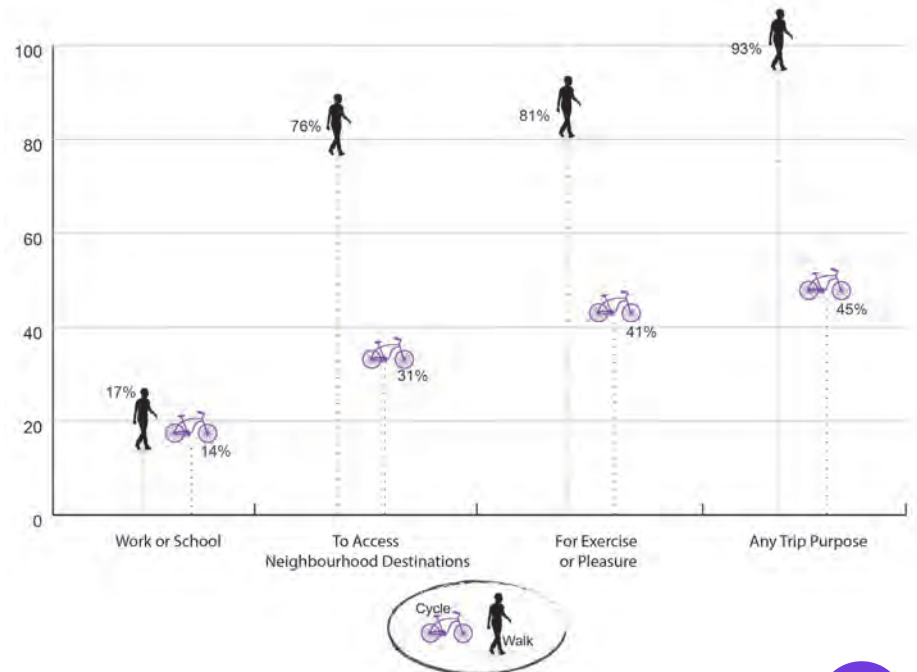 100
80
60
40
20
0
17%
14%
76%
31%
81%
41%
93%
45%
Work or School
To Access
Neighbourhood Destinations
For Exercise
or Pleasure
Any Trip Purpose
Cycle
Walk